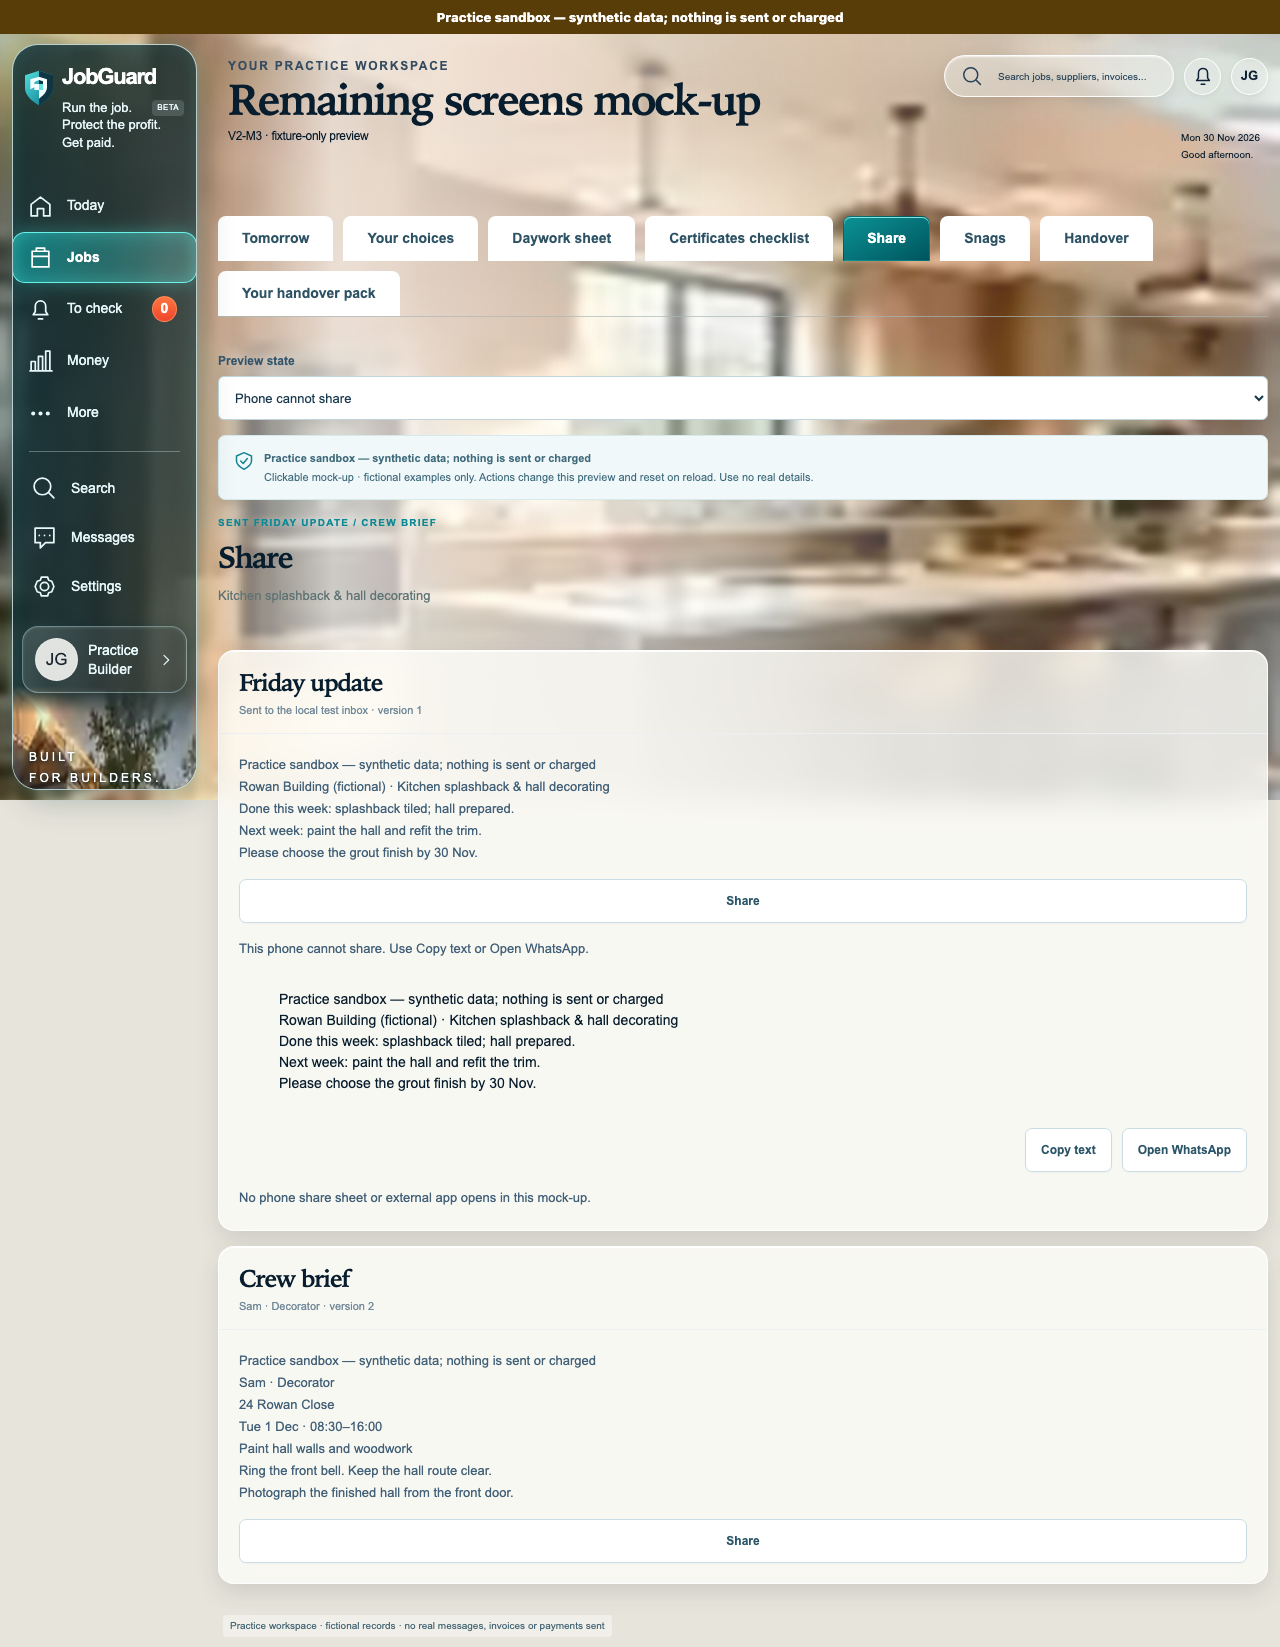 Practice sandbox — synthetic data; nothing is sent or charged
JobGuard
Run the job.
Protect the profit.
Get paid.
BETA
Today
Jobs
To check
0
Money
More
Search
Messages
Settings
JG
Practice
Builder
BUILT
FOR BUILDERS.
YOUR PRACTICE WORKSPACE
Remaining screens mock-up
V2-M3 · fixture-only preview
Search jobs, suppliers, invoices...
JG
Mon 30 Nov 2026
Good afternoon.
Tomorrow
Your choices
Daywork sheet
Certificates checklist
Share
Snags
Handover
Your handover pack
Preview state
Phone cannot share
Practice sandbox — synthetic data; nothing is sent or charged
Clickable mock-up · fictional examples only. Actions change this preview and reset on reload. Use no real details.
SENT FRIDAY UPDATE / CREW BRIEF
Share
Kitchen splashback & hall decorating
Friday update
Sent to the local test inbox · version 1
Practice sandbox — synthetic data; nothing is sent or charged
Rowan Building (fictional) · Kitchen splashback & hall decorating
Done this week: splashback tiled; hall prepared.
Next week: paint the hall and refit the trim.
Please choose the grout finish by 30 Nov.
Share
This phone cannot share. Use Copy text or Open WhatsApp.
Practice sandbox — synthetic data; nothing is sent or charged
Rowan Building (fictional) · Kitchen splashback & hall decorating
Done this week: splashback tiled; hall prepared.
Next week: paint the hall and refit the trim.
Please choose the grout finish by 30 Nov.
Copy text
Open WhatsApp
No phone share sheet or external app opens in this mock-up.
Crew brief
Sam · Decorator · version 2
Practice sandbox — synthetic data; nothing is sent or charged
Sam · Decorator
24 Rowan Close
Tue 1 Dec · 08:30–16:00
Paint hall walls and woodwork
Ring the front bell. Keep the hall route clear.
Photograph the finished hall from the front door.
Share
Practice workspace · fictional records · no real messages, invoices or payments sent